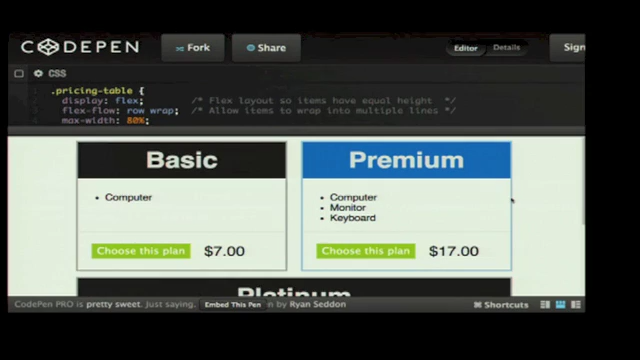 CODEPEN
Fork
Share
Editor
Details
Sign
CSS
.pricing-table {
display: flex; /* Flex layout so items have equal height */
flex-flow: row wrap; /* Allow items to wrap into multiple lines */
max-width: 80%;
Basic
Premium
• Computer
• Computer
• Monitor
• Keyboard
Choose this plan $7.00
Choose this plan $17.00
Platinum
CodePen PRO is pretty sweet. Just saying. Embed This Pen n by Ryan Seddon
⌘ Shortcuts